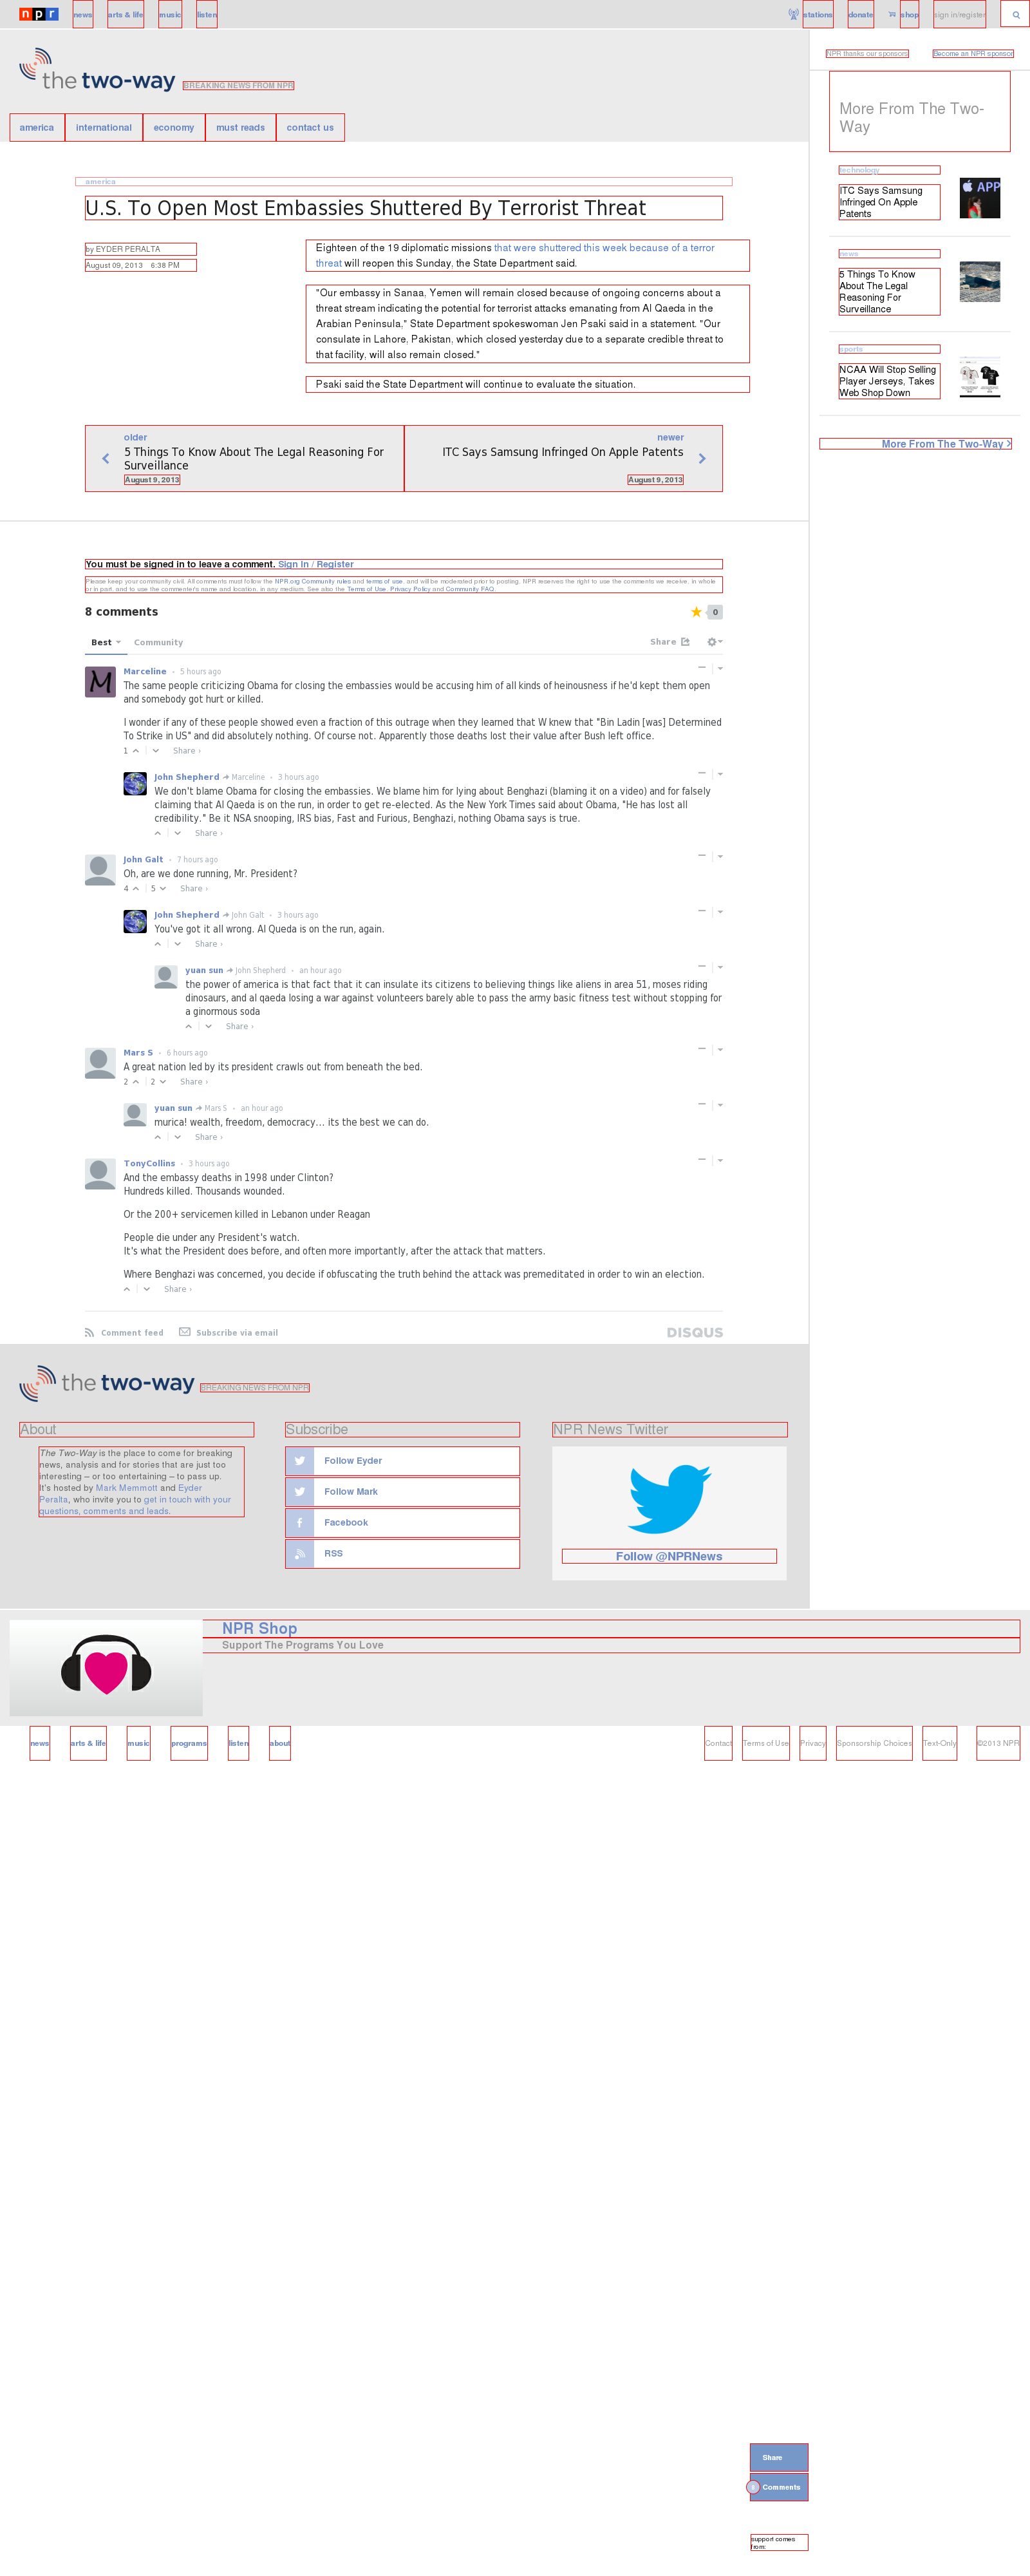 npr news arts & life music listen stations donate shop sign in/register
the two-way BREAKING NEWS FROM NPR
america international economy must reads contact us
NPR thanks our sponsors Become an NPR sponsor
america
U.S. To Open Most Embassies Shuttered By Terrorist Threat
by EYDER PERALTA
August 09, 2013 6:38 PM
Eighteen of the 19 diplomatic missions that were shuttered this week because of a terror
threat will reopen this Sunday, the State Department said.
"Our embassy in Sanaa, Yemen will remain closed because of ongoing concerns about a
threat stream indicating the potential for terrorist attacks emanating from Al Qaeda in the
Arabian Peninsula," State Department spokeswoman Jen Psaki said in a statement. "Our
consulate in Lahore, Pakistan, which closed yesterday due to a separate credible threat to
that facility, will also remain closed."
Psaki said the State Department will continue to evaluate the situation.
More From The Two-
Way
technology
ITC Says Samsung
Infringed On Apple
Patents
APP
news
5 Things To Know
About The Legal
Reasoning For
Surveillance
sports
NCAA Will Stop Selling
Player Jerseys, Takes
Web Shop Down
More From The Two-Way
older
5 Things To Know About The Legal Reasoning For
Surveillance
August 9, 2013
newer
ITC Says Samsung Infringed On Apple Patents
August 9, 2013
You must be signed in to leave a comment. Sign In / Register
Please keep your community civil. All comments must follow the NPR.org Community rules and terms of use, and will be moderated prior to posting. NPR reserves the right to use the comments we receive, in whole
or in part, and to use the commenter's name and location, in any medium. See also the Terms of Use, Privacy Policy and Community FAQ.
8 comments 0
Best Community Share
Marceline • 5 hours ago
The same people criticizing Obama for closing the embassies would be accusing him of all kinds of heinousness if he'd kept them open
and somebody got hurt or killed.
I wonder if any of these people showed even a fraction of this outrage when they learned that W knew that "Bin Ladin [was] Determined
To Strike in US" and did absolutely nothing. Of course not. Apparently those deaths lost their value after Bush left office.
1 Share ›
John Shepherd Marceline • 3 hours ago
We don't blame Obama for closing the embassies. We blame him for lying about Benghazi (blaming it on a video) and for falsely
claiming that Al Qaeda is on the run, in order to get re-elected. As the New York Times said about Obama, "He has lost all
credibility." Be it NSA snooping, IRS bias, Fast and Furious, Benghazi, nothing Obama says is true.
Share ›
John Galt • 7 hours ago
Oh, are we done running, Mr. President?
4 5 Share ›
John Shepherd John Galt • 3 hours ago
You've got it all wrong. Al Queda is on the run, again.
Share ›
yuan sun John Shepherd • an hour ago
the power of america is that fact that it can insulate its citizens to believing things like aliens in area 51, moses riding
dinosaurs, and al qaeda losing a war against volunteers barely able to pass the army basic fitness test without stopping for
a ginormous soda
Share ›
Mars S • 6 hours ago
A great nation led by its president crawls out from beneath the bed.
2 2 Share ›
yuan sun Mars S • an hour ago
murica! wealth, freedom, democracy... its the best we can do.
Share ›
TonyCollins • 3 hours ago
And the embassy deaths in 1998 under Clinton?
Hundreds killed. Thousands wounded.
Or the 200+ servicemen killed in Lebanon under Reagan
People die under any President's watch.
It's what the President does before, and often more importantly, after the attack that matters.
Where Benghazi was concerned, you decide if obfuscating the truth behind the attack was premeditated in order to win an election.
Share ›
Comment feed Subscribe via email DISQUS
the two-way BREAKING NEWS FROM NPR
About
The Two-Way is the place to come for breaking
news, analysis and for stories that are just too
interesting – or too entertaining – to pass up.
It's hosted by Mark Memmott and Eyder
Peralta, who invite you to get in touch with your
questions, comments and leads.
Subscribe
Follow Eyder
Follow Mark
Facebook
RSS
NPR News Twitter
Follow @NPRNews
NPR Shop
Support The Programs You Love
news arts & life music programs listen about Contact Terms of Use Privacy Sponsorship Choices Text-Only ©2013 NPR
Share
Comments
support comes
from: